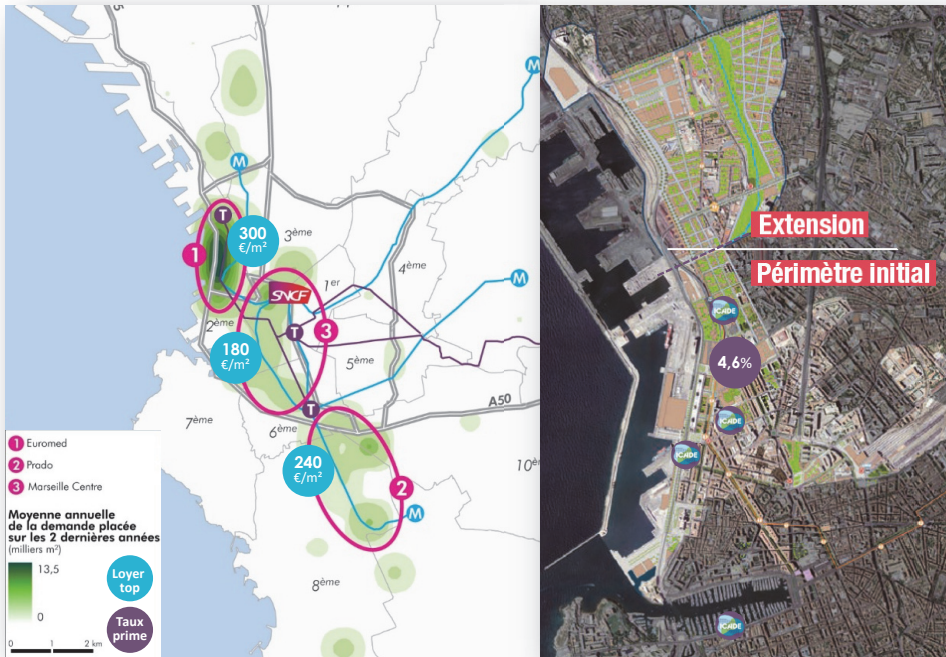 M
M
T
300
€/m²
3ème
1
4ème
M
SNCF
1er
2ème
T
3
180
€/m²
5ème
T
A50
7ème
6ème
240
€/m²
2
10è
M
8ème
1 Euromed
2 Prado
3 Marseille Centre
Moyenne annuelle
de la demande placée
sur les 2 dernières années
(milliers m²)
13,5
0
Loyer
top
Taux
prime
0 1 2 km
Extension
Périmètre initial
ICADE
4,6%
ICADE
ICADE
ICADE